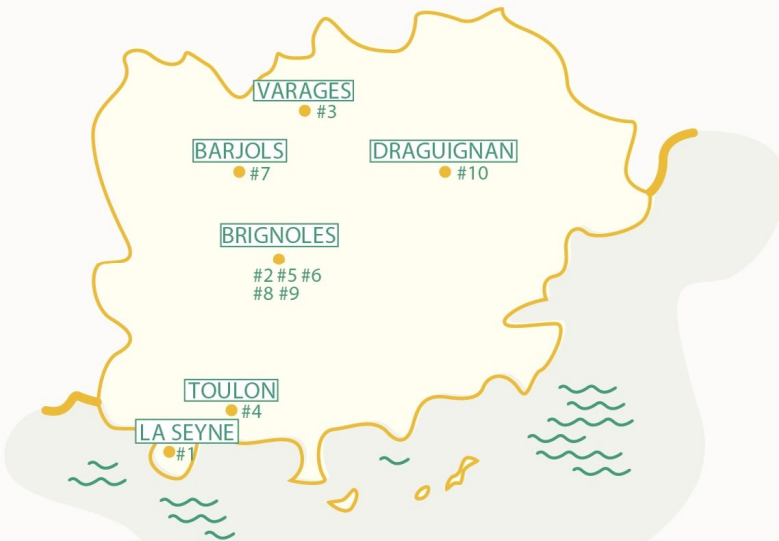 VARAGES
#3
BARJOLS
#7
DRAGUIGNAN
#10
BRIGNOLES
#2 #5 #6
#8 #9
TOULON
#4
LA SEYNE
#1